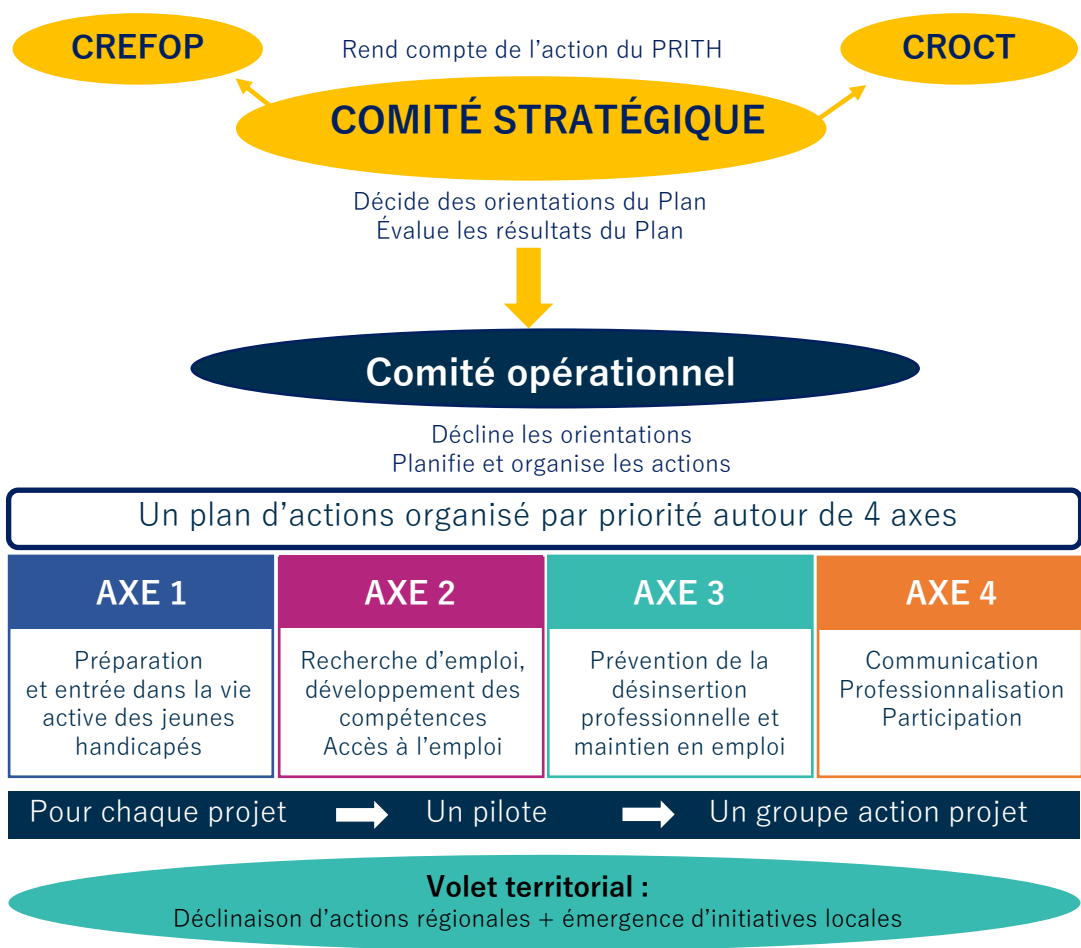 CREFOP
Rend compte de l'action du PRITH
CROCT
COMITÉ STRATÉGIQUE
Décide des orientations du Plan
Évalue les résultats du Plan
Comité opérationnel
Décline les orientations
Planifie et organise les actions
Un plan d'actions organisé par priorité autour de 4 axes
AXE 1
Préparation
et entrée dans la vie
active des jeunes
handicapés
AXE 2
Recherche d'emploi,
développement des
compétences
Accès à l'emploi
AXE 3
Prévention de la
désinsertion
professionnelle et
maintien en emploi
AXE 4
Communication
Professionnalisation
Participation
Pour chaque projet
Un pilote
Un groupe action projet
Volet territorial :
Déclinaison d'actions régionales + émergence d'initiatives locales